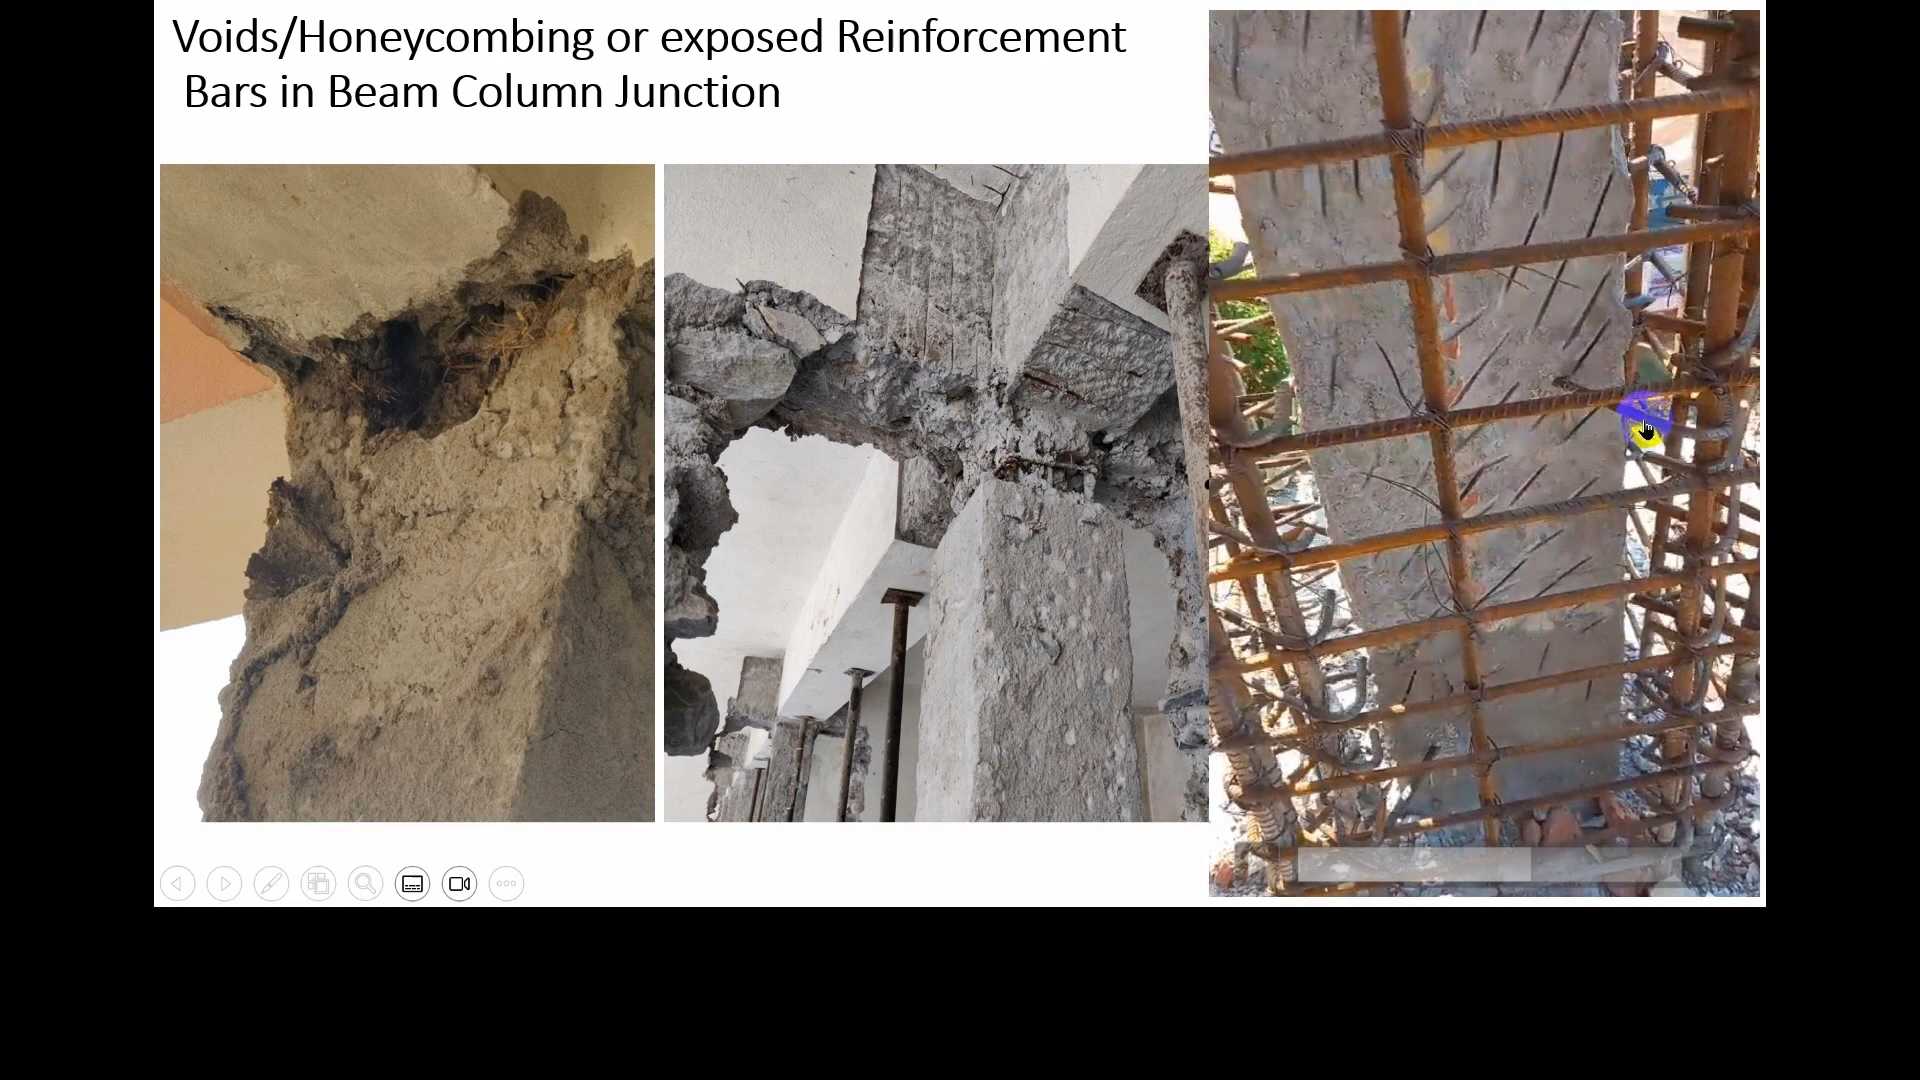 Voids/Honeycombing or exposed Reinforcement
Bars in Beam Column Junction